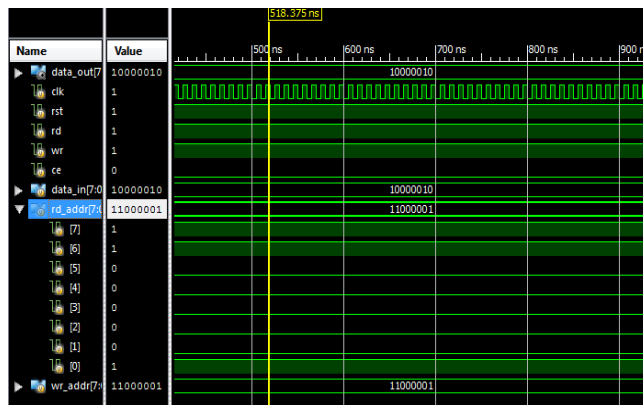 518.375 ns
Name Value
500 ns 600 ns 700 ns 800 ns 900 n
data_out[7 10000010 10000010
clk 1
rst 1
rd 1
wr 1
ce 0
data_in[7:0 10000010 10000010
rd_addr[7:0 11000001 11000001
[7] 1
[6] 1
[5] 0
[4] 0
[3] 0
[2] 0
[1] 0
[0] 1
wr_addr[7:0 11000001 11000001